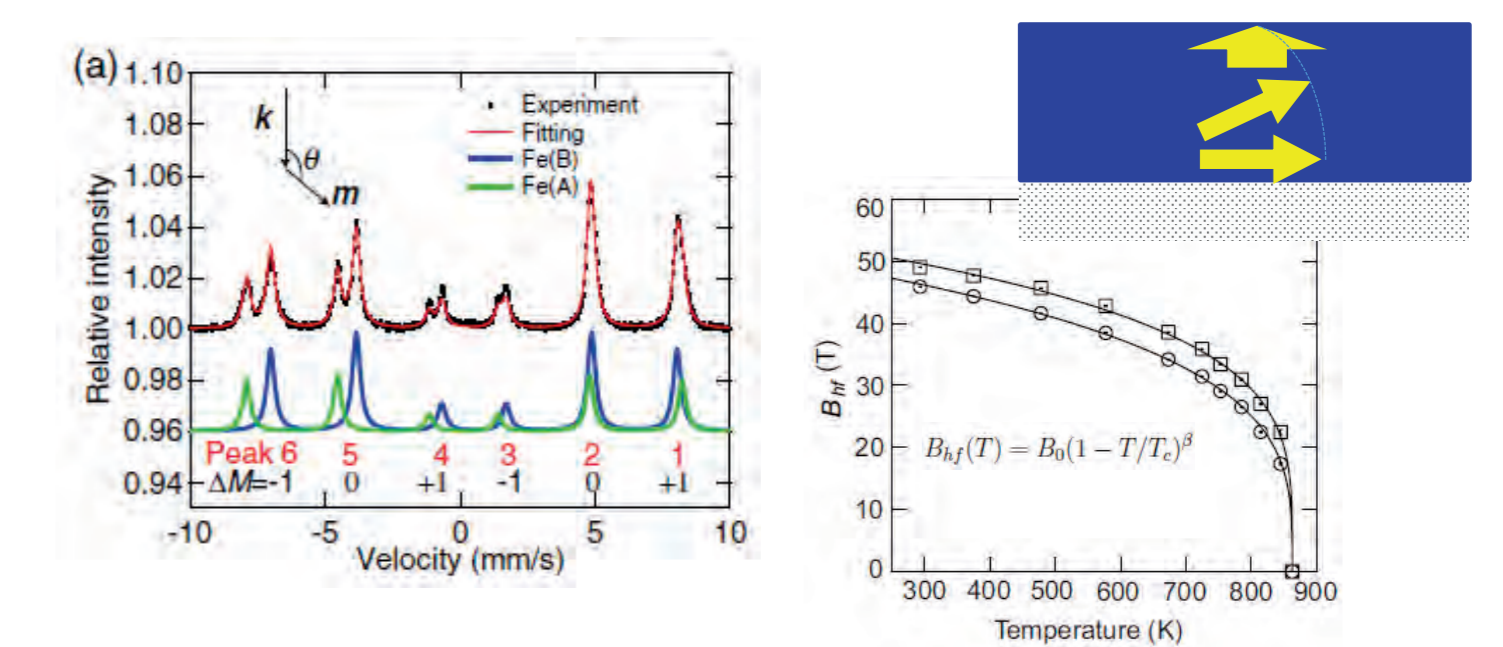 (a)
1.10
1.08
1.06
1.04
1.02
1.00
0.98
0.96
0.94
Relative intensity
k
θ
m
Experiment
Fitting
Fe(B)
Fe(A)
Peak 6 5 4 3 2 1
ΔM=-1 0 +1 -1 0 +1
-10 -5 0 5 10
Velocity (mm/s)
60
50
40
30
20
10
0
B_hf (T)
B_hf(T) = B_0(1 − T/T_c)^β
300 400 500 600 700 800 900
Temperature (K)